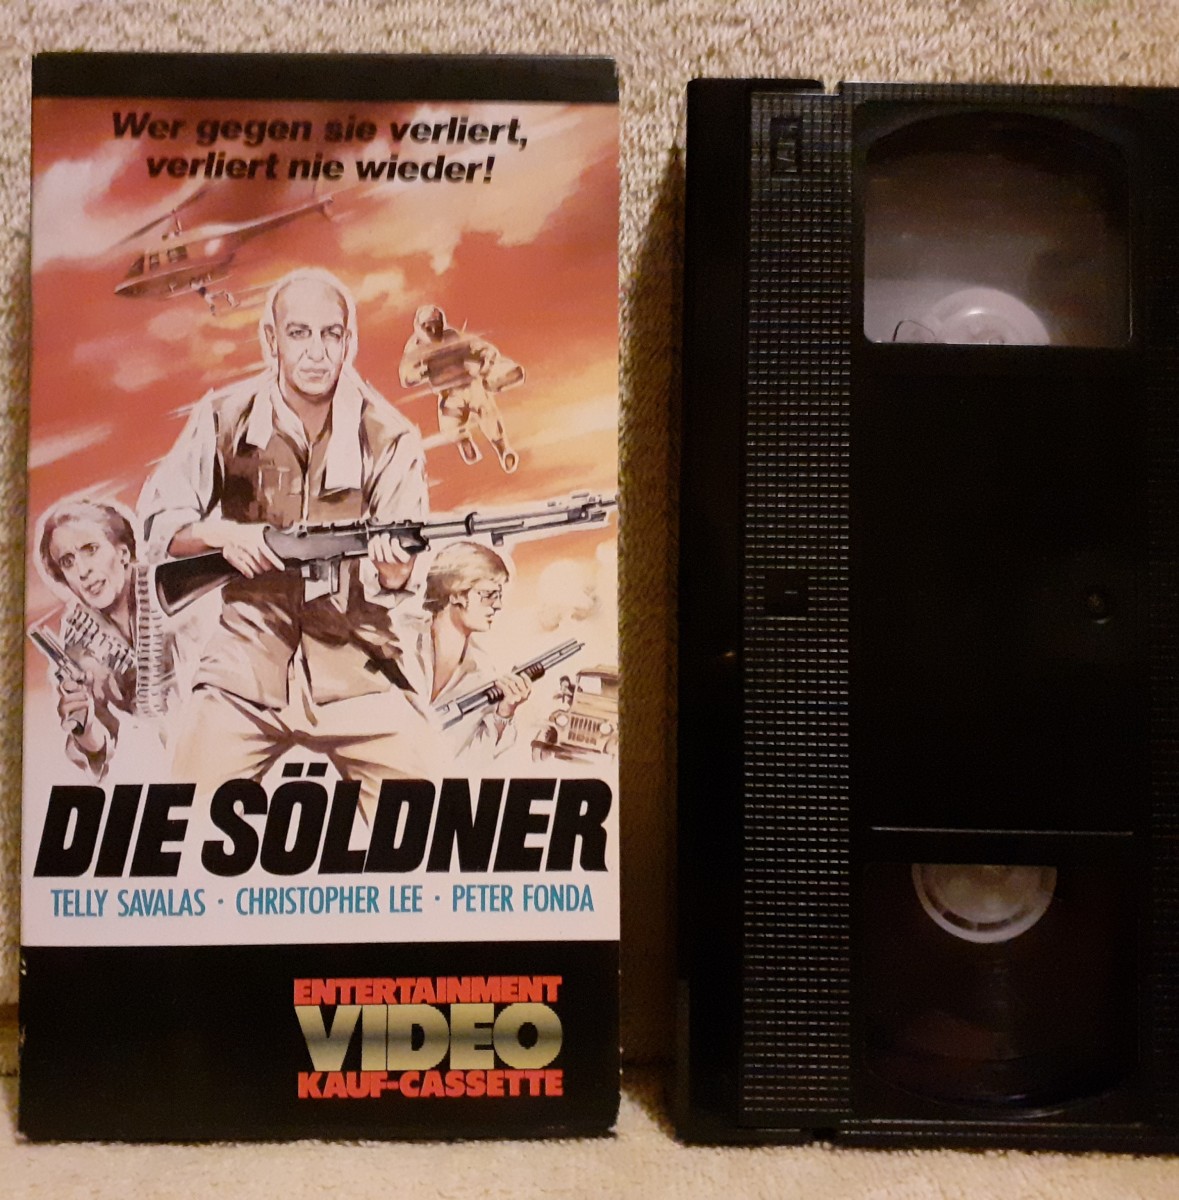 Wer gegen sie verliert,
verliert nie wieder!
DIE SÖLDNER
TELLY SAVALAS · CHRISTOPHER LEE · PETER FONDA
ENTERTAINMENT
VIDEO
KAUF-CASSETTE